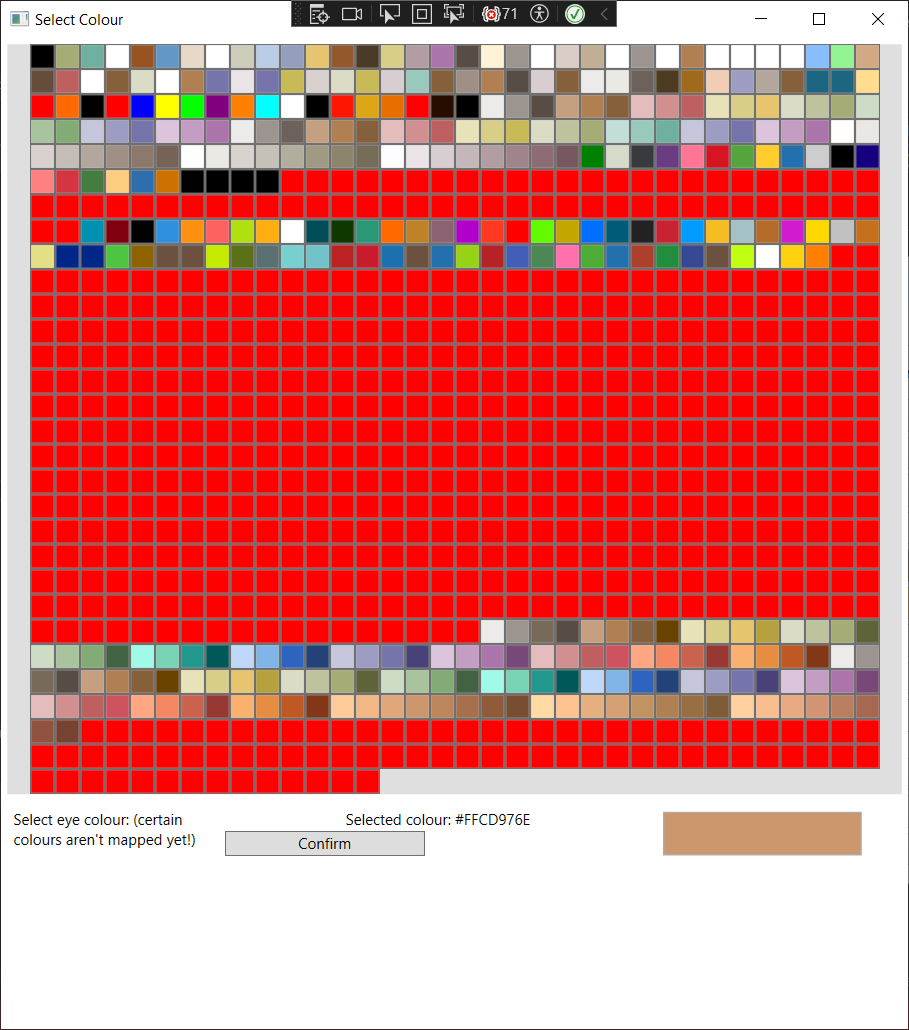 Select Colour
71
Select eye colour: (certain
colours aren't mapped yet!)
Selected colour: #FFCD976E
Confirm